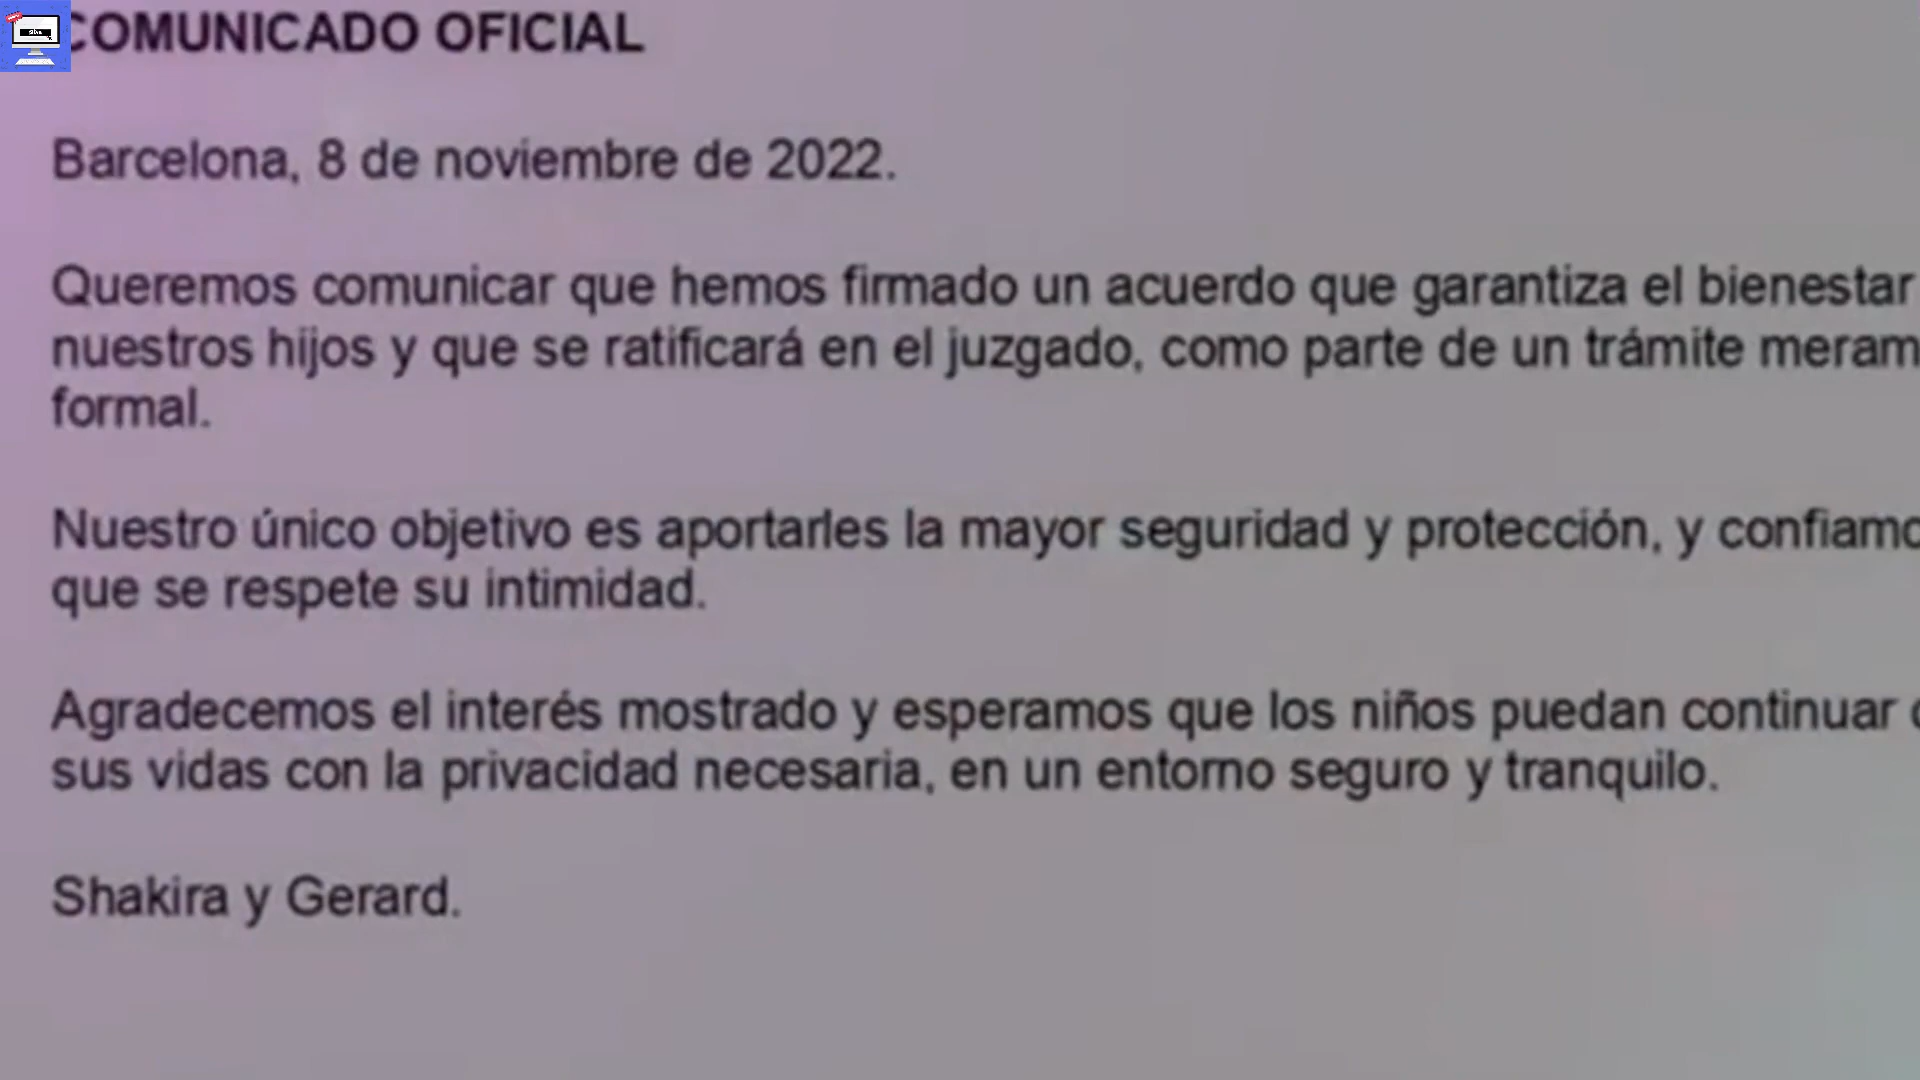 COMUNICADO OFICIAL
Barcelona, 8 de noviembre de 2022.
Queremos comunicar que hemos firmado un acuerdo que garantiza el bienestar
nuestros hijos y que se ratificará en el juzgado, como parte de un trámite meram
formal.
Nuestro único objetivo es aportarles la mayor seguridad y protección, y confiamo
que se respete su intimidad.
Agradecemos el interés mostrado y esperamos que los niños puedan continuar
sus vidas con la privacidad necesaria, en un entorno seguro y tranquilo.
Shakira y Gerard.